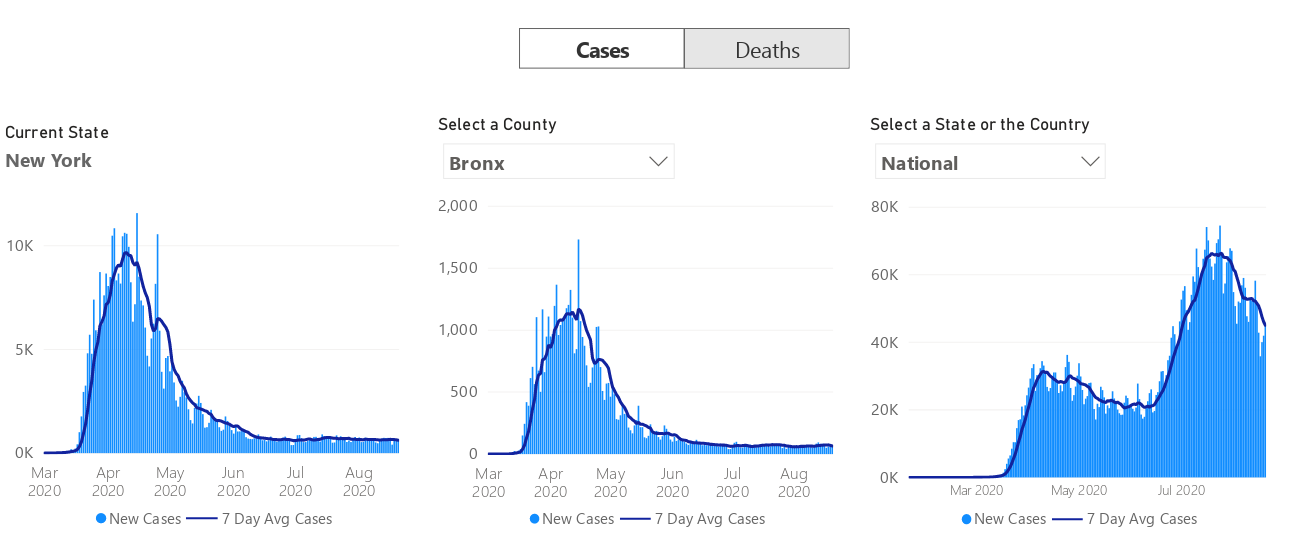 Cases Deaths
Current State
New York
Select a County
Bronx
Select a State or the Country
National
10K
5K
0K
Mar 2020
Apr 2020
May 2020
Jun 2020
Jul 2020
Aug 2020
New Cases 7 Day Avg Cases
2,000
1,500
1,000
500
0
Mar 2020
Apr 2020
May 2020
Jun 2020
Jul 2020
Aug 2020
New Cases 7 Day Avg Cases
80K
60K
40K
20K
0K
Mar 2020 May 2020 Jul 2020
New Cases 7 Day Avg Cases